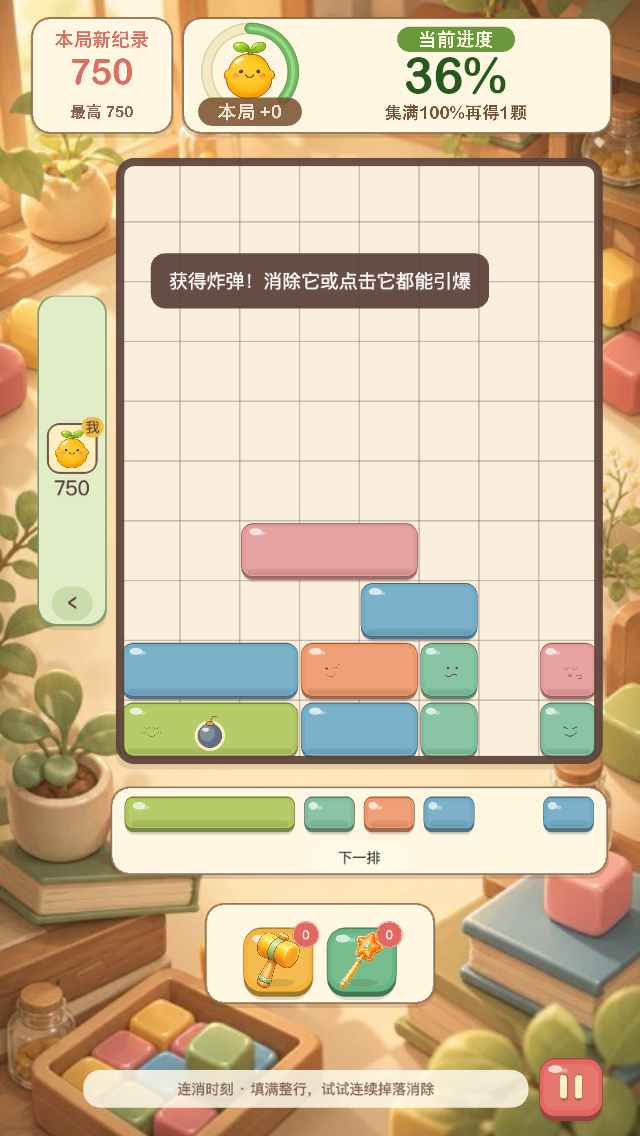 本局新纪录
750
最高 750
本局 +0
当前进度
36%
集满100%再得1颗
获得炸弹！消除它或点击它都能引爆
我
750
<
下一排
0
0
连消时刻 · 填满整行，试试连续掉落消除